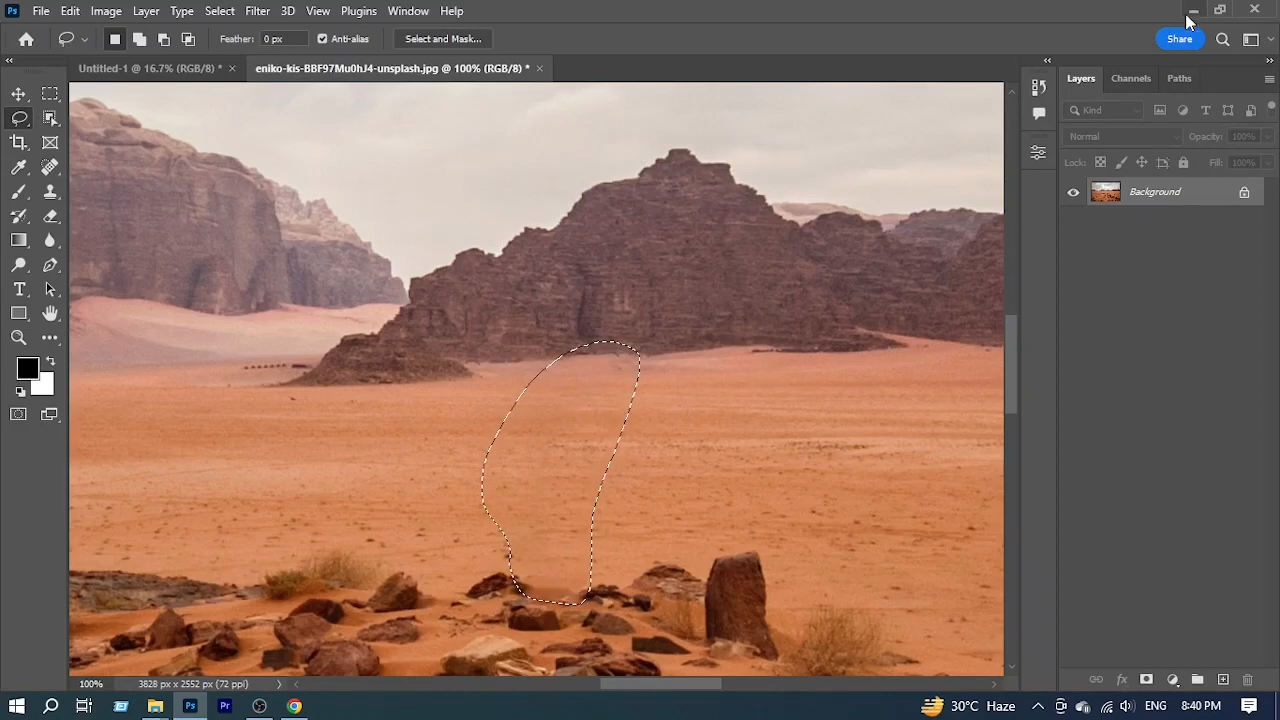 Ps File Edit Image Layer Type Select Filter 3D View Plugins Window Help
Feather: 0 px Anti-alias Select and Mask... Share
Untitled-1 @ 16.7% (RGB/8) * eniko-kis-BBF97Mu0hJ4-unsplash.jpg @ 100% (RGB/8) *
Layers Channels Paths
Kind
Normal Opacity: 100%
Lock: Fill: 100%
Background
100% 3828 px x 2552 px (72 ppi)
Ps Pr 30°C Haze ENG 8:40 PM